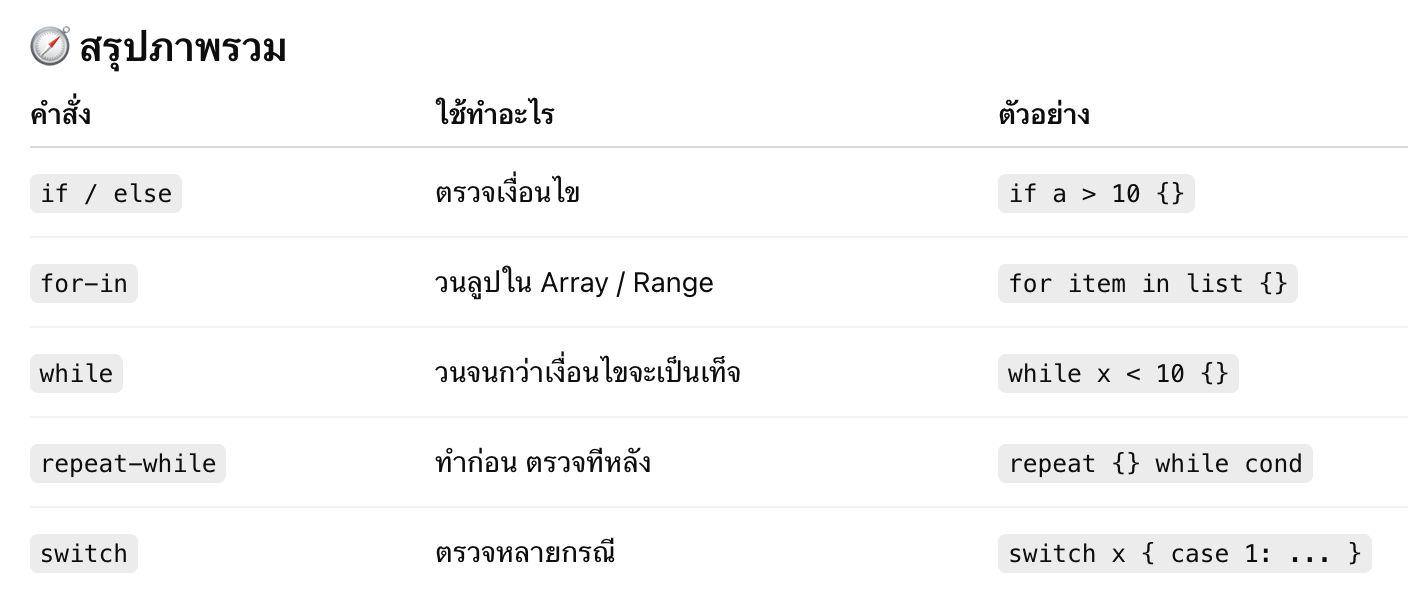 🧭 สรุปภาพรวม
คำสั่ง ใช้ทำอะไร ตัวอย่าง
if / else ตรวจเงื่อนไข if a > 10 {}
for-in วนลูปใน Array / Range for item in list {}
while วนจนกว่าเงื่อนไขจะเป็นเท็จ while x < 10 {}
repeat-while ทำก่อน ตรวจทีหลัง repeat {} while cond
switch ตรวจหลายกรณี switch x { case 1: ... }